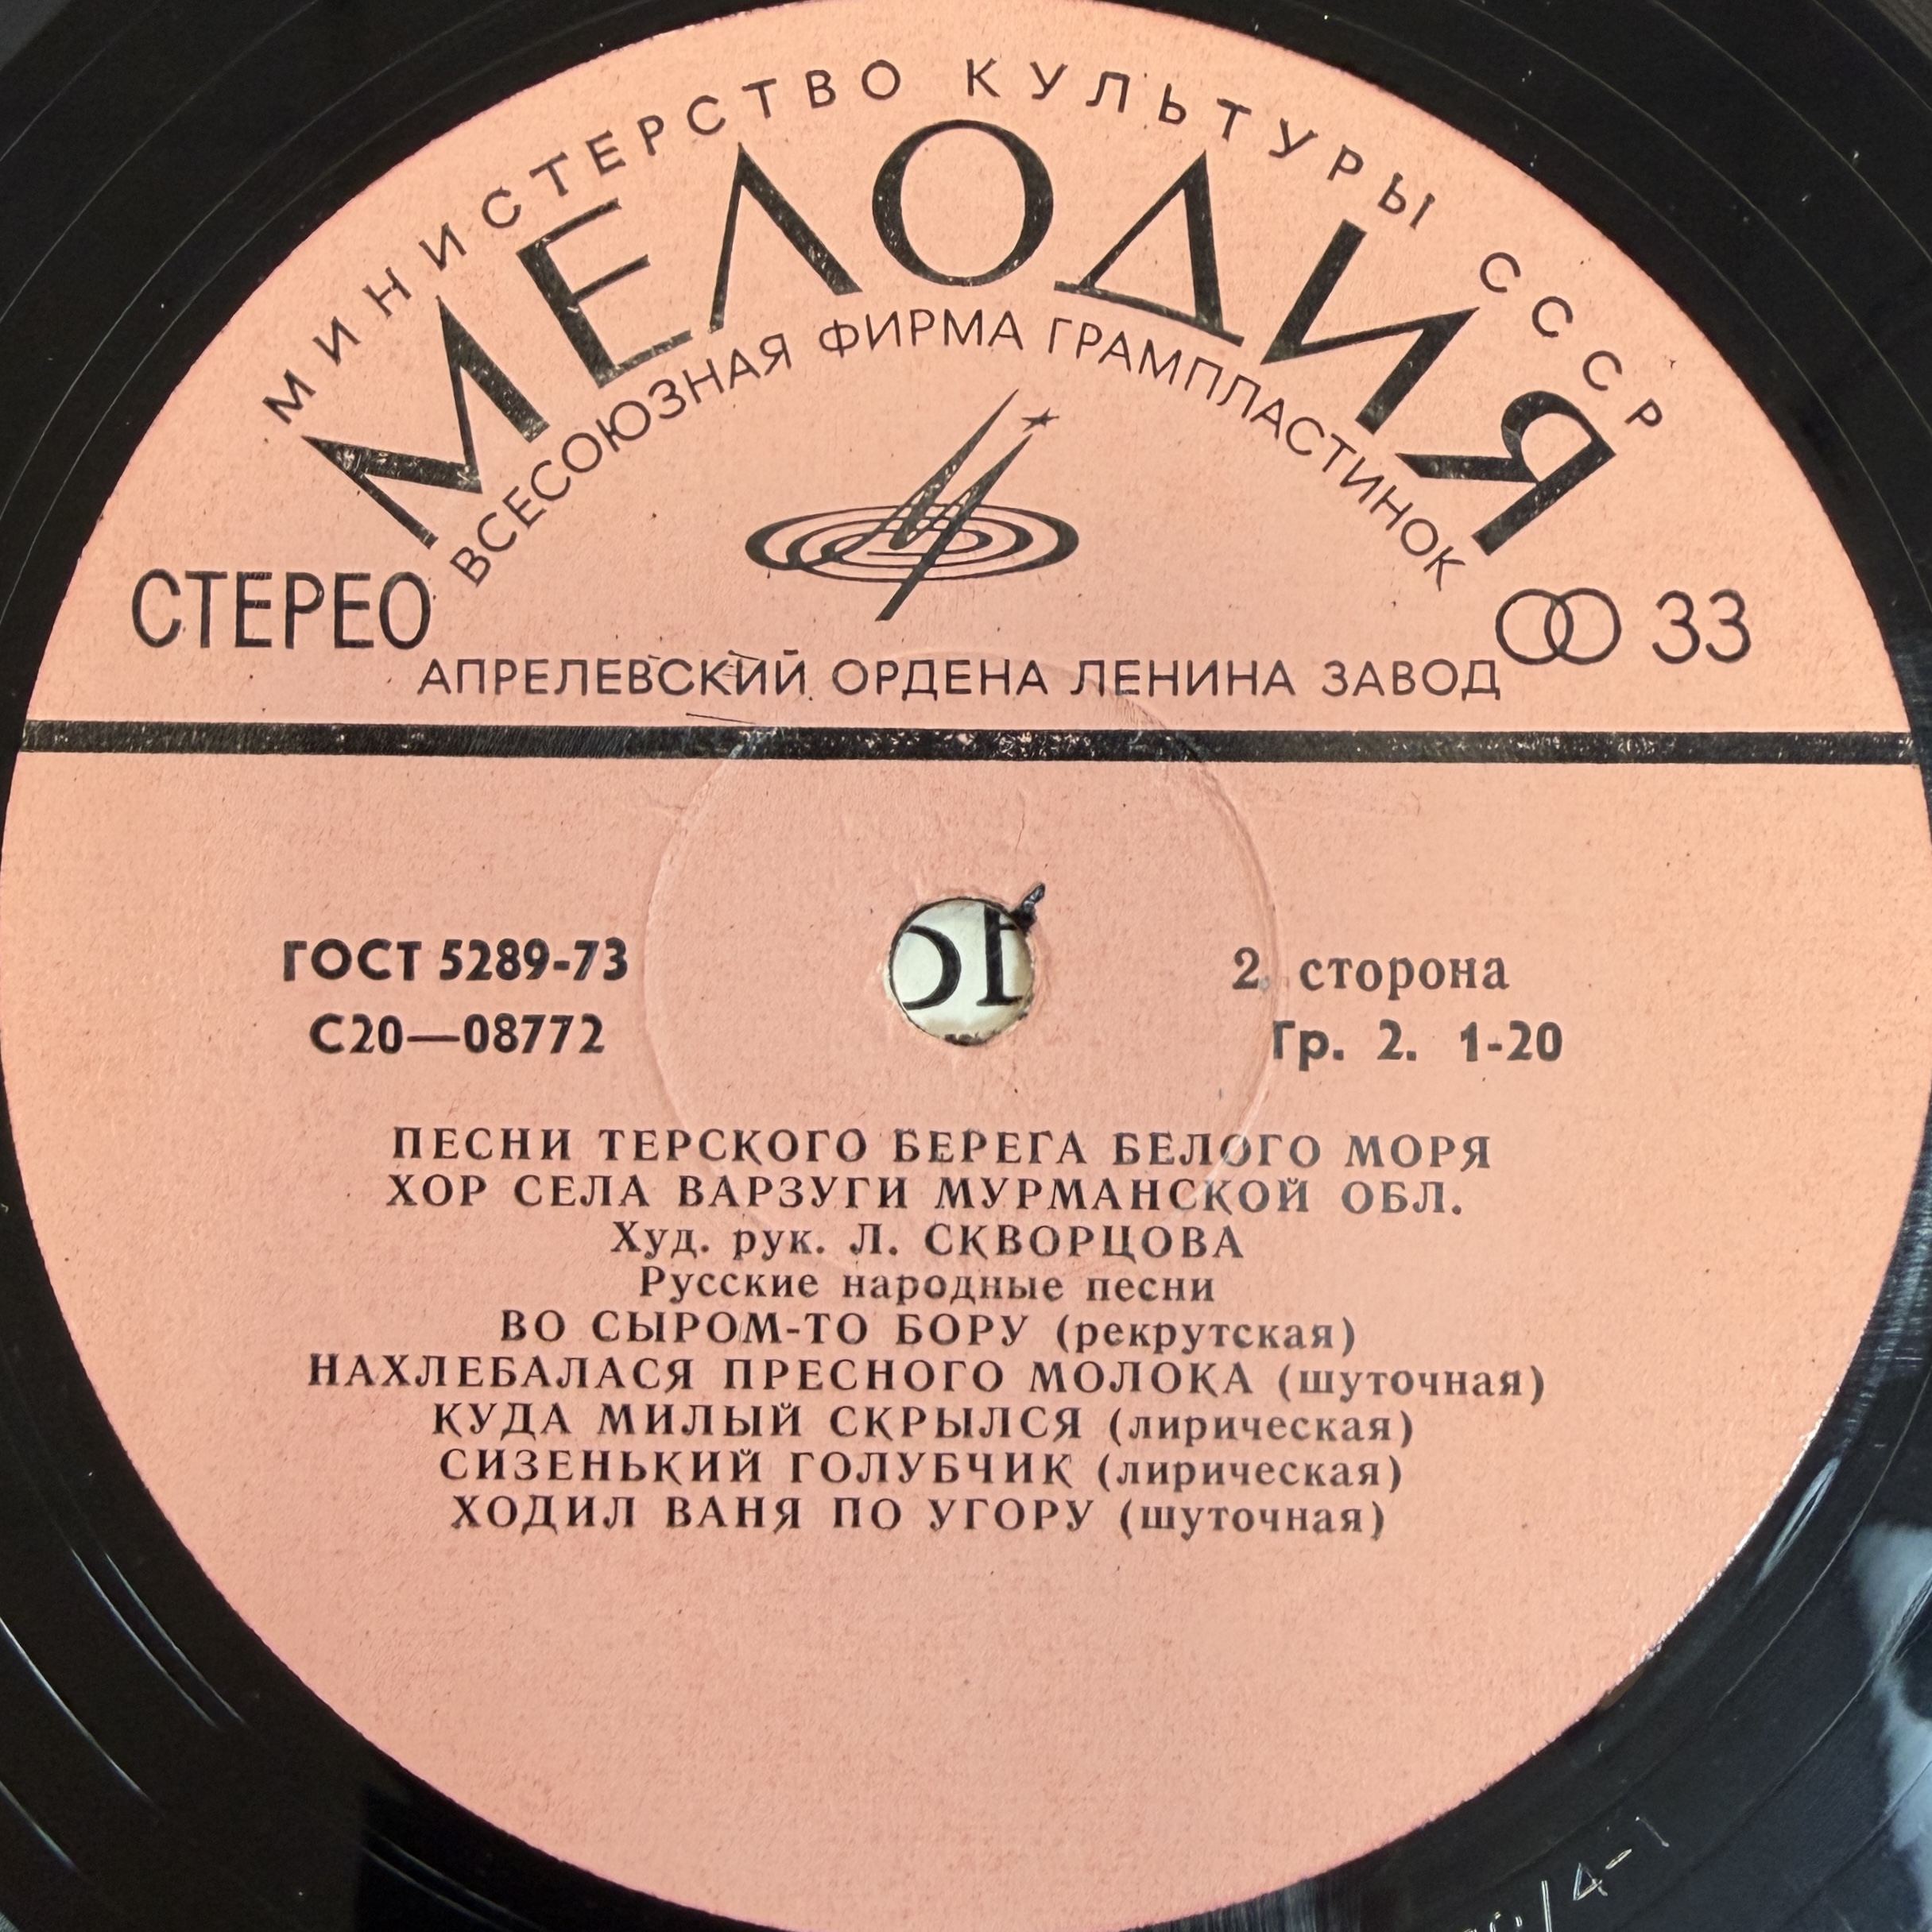 МИНИСТЕРСТВО КУЛЬТУРЫ СССР
МЕЛОДИЯ
ВСЕСОЮЗНАЯ ФИРМА ГРАМПЛАСТИНОК
СТЕРЕО
33
АПРЕЛЕВСКИЙ ОРДЕНА ЛЕНИНА ЗАВОД
ГОСТ 5289-73
2. сторона
С20—08772
Гр. 2. 1-20
ПЕСНИ ТЕРСКОГО БЕРЕГА БЕЛОГО МОРЯ
ХОР СЕЛА ВАРЗУГИ МУРМАНСКОЙ ОБЛ.
Худ. рук. Л. СКВОРЦОВА
Русские народные песни
ВО СЫРОМ-ТО БОРУ (рекрутская)
НАХЛЕБАЛАСЯ ПРЕСНОГО МОЛОКА (шуточная)
КУДА МИЛЫЙ СКРЫЛСЯ (лирическая)
СИЗЕНЬКИЙ ГОЛУБЧИК (лирическая)
ХОДИЛ ВАНЯ ПО УГОРУ (шуточная)